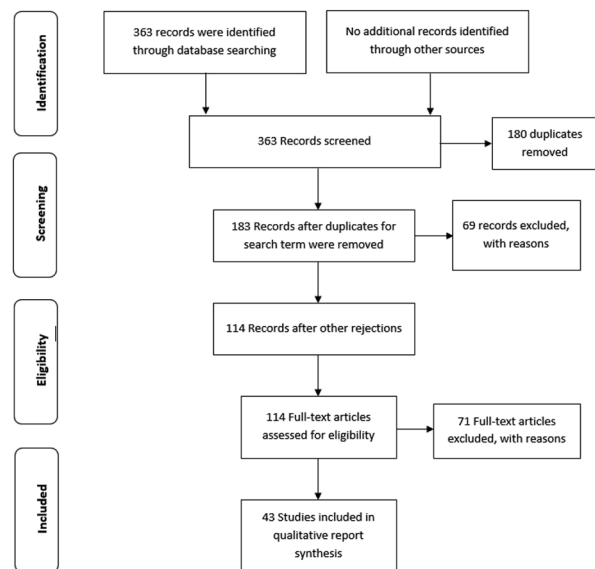 Identification
363 records were identified
through database searching
No additional records identified
through other sources
363 Records screened
180 duplicates
removed
Screening
183 Records after duplicates for
search term were removed
69 records excluded,
with reasons
Eligibility
114 Records after other rejections
114 Full-text articles
assessed for eligibility
71 Full-text articles
excluded, with reasons
Included
43 Studies included in
qualitative report
synthesis